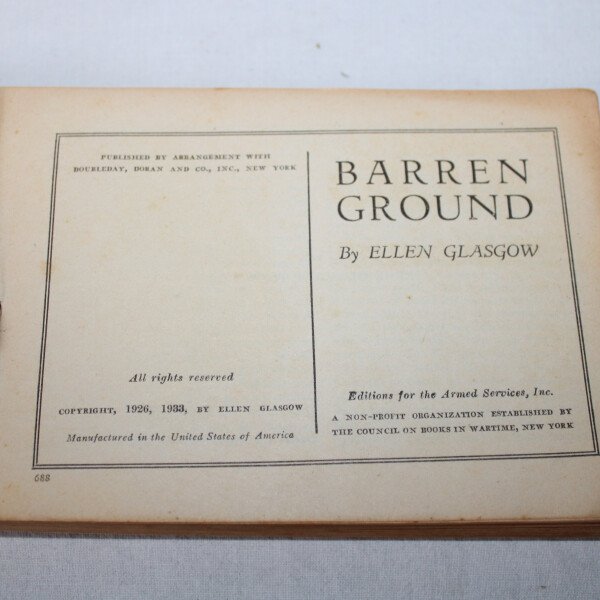 PUBLISHED BY ARRANGEMENT WITH
DOUBLEDAY, DORAN AND CO., INC., NEW YORK
All rights reserved
COPYRIGHT, 1926, 1933, BY ELLEN GLASGOW
Manufactured in the United States of America
BARREN
GROUND
By ELLEN GLASGOW
Editions for the Armed Services, Inc.
A NON-PROFIT ORGANIZATION ESTABLISHED BY
THE COUNCIL ON BOOKS IN WARTIME, NEW YORK
688